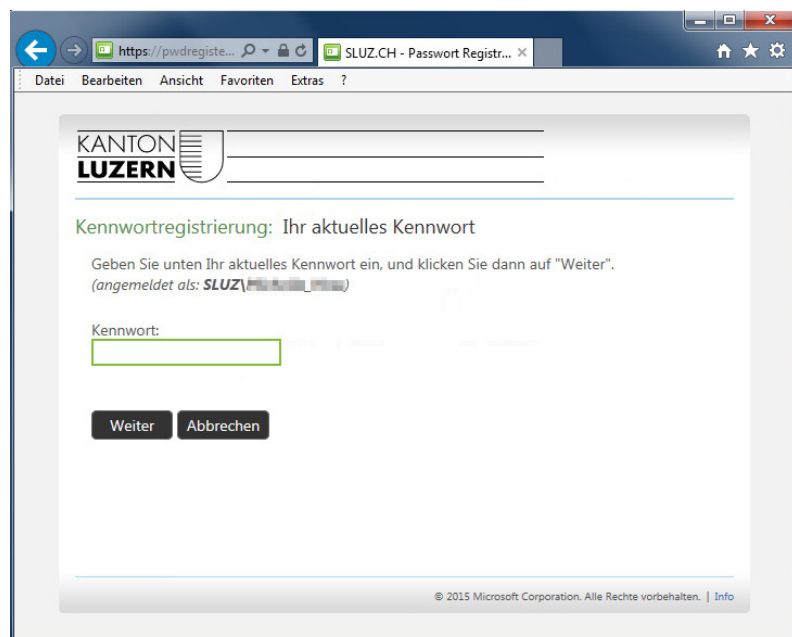 https://pwdregiste...
SLUZ.CH - Passwort Registr...
Datei Bearbeiten Ansicht Favoriten Extras ?
KANTON
LUZERN
Kennwortregistrierung: Ihr aktuelles Kennwort
Geben Sie unten Ihr aktuelles Kennwort ein, und klicken Sie dann auf "Weiter".
(angemeldet als: SLUZ\ )
Kennwort:
Weiter Abbrechen
© 2015 Microsoft Corporation. Alle Rechte vorbehalten. | Info